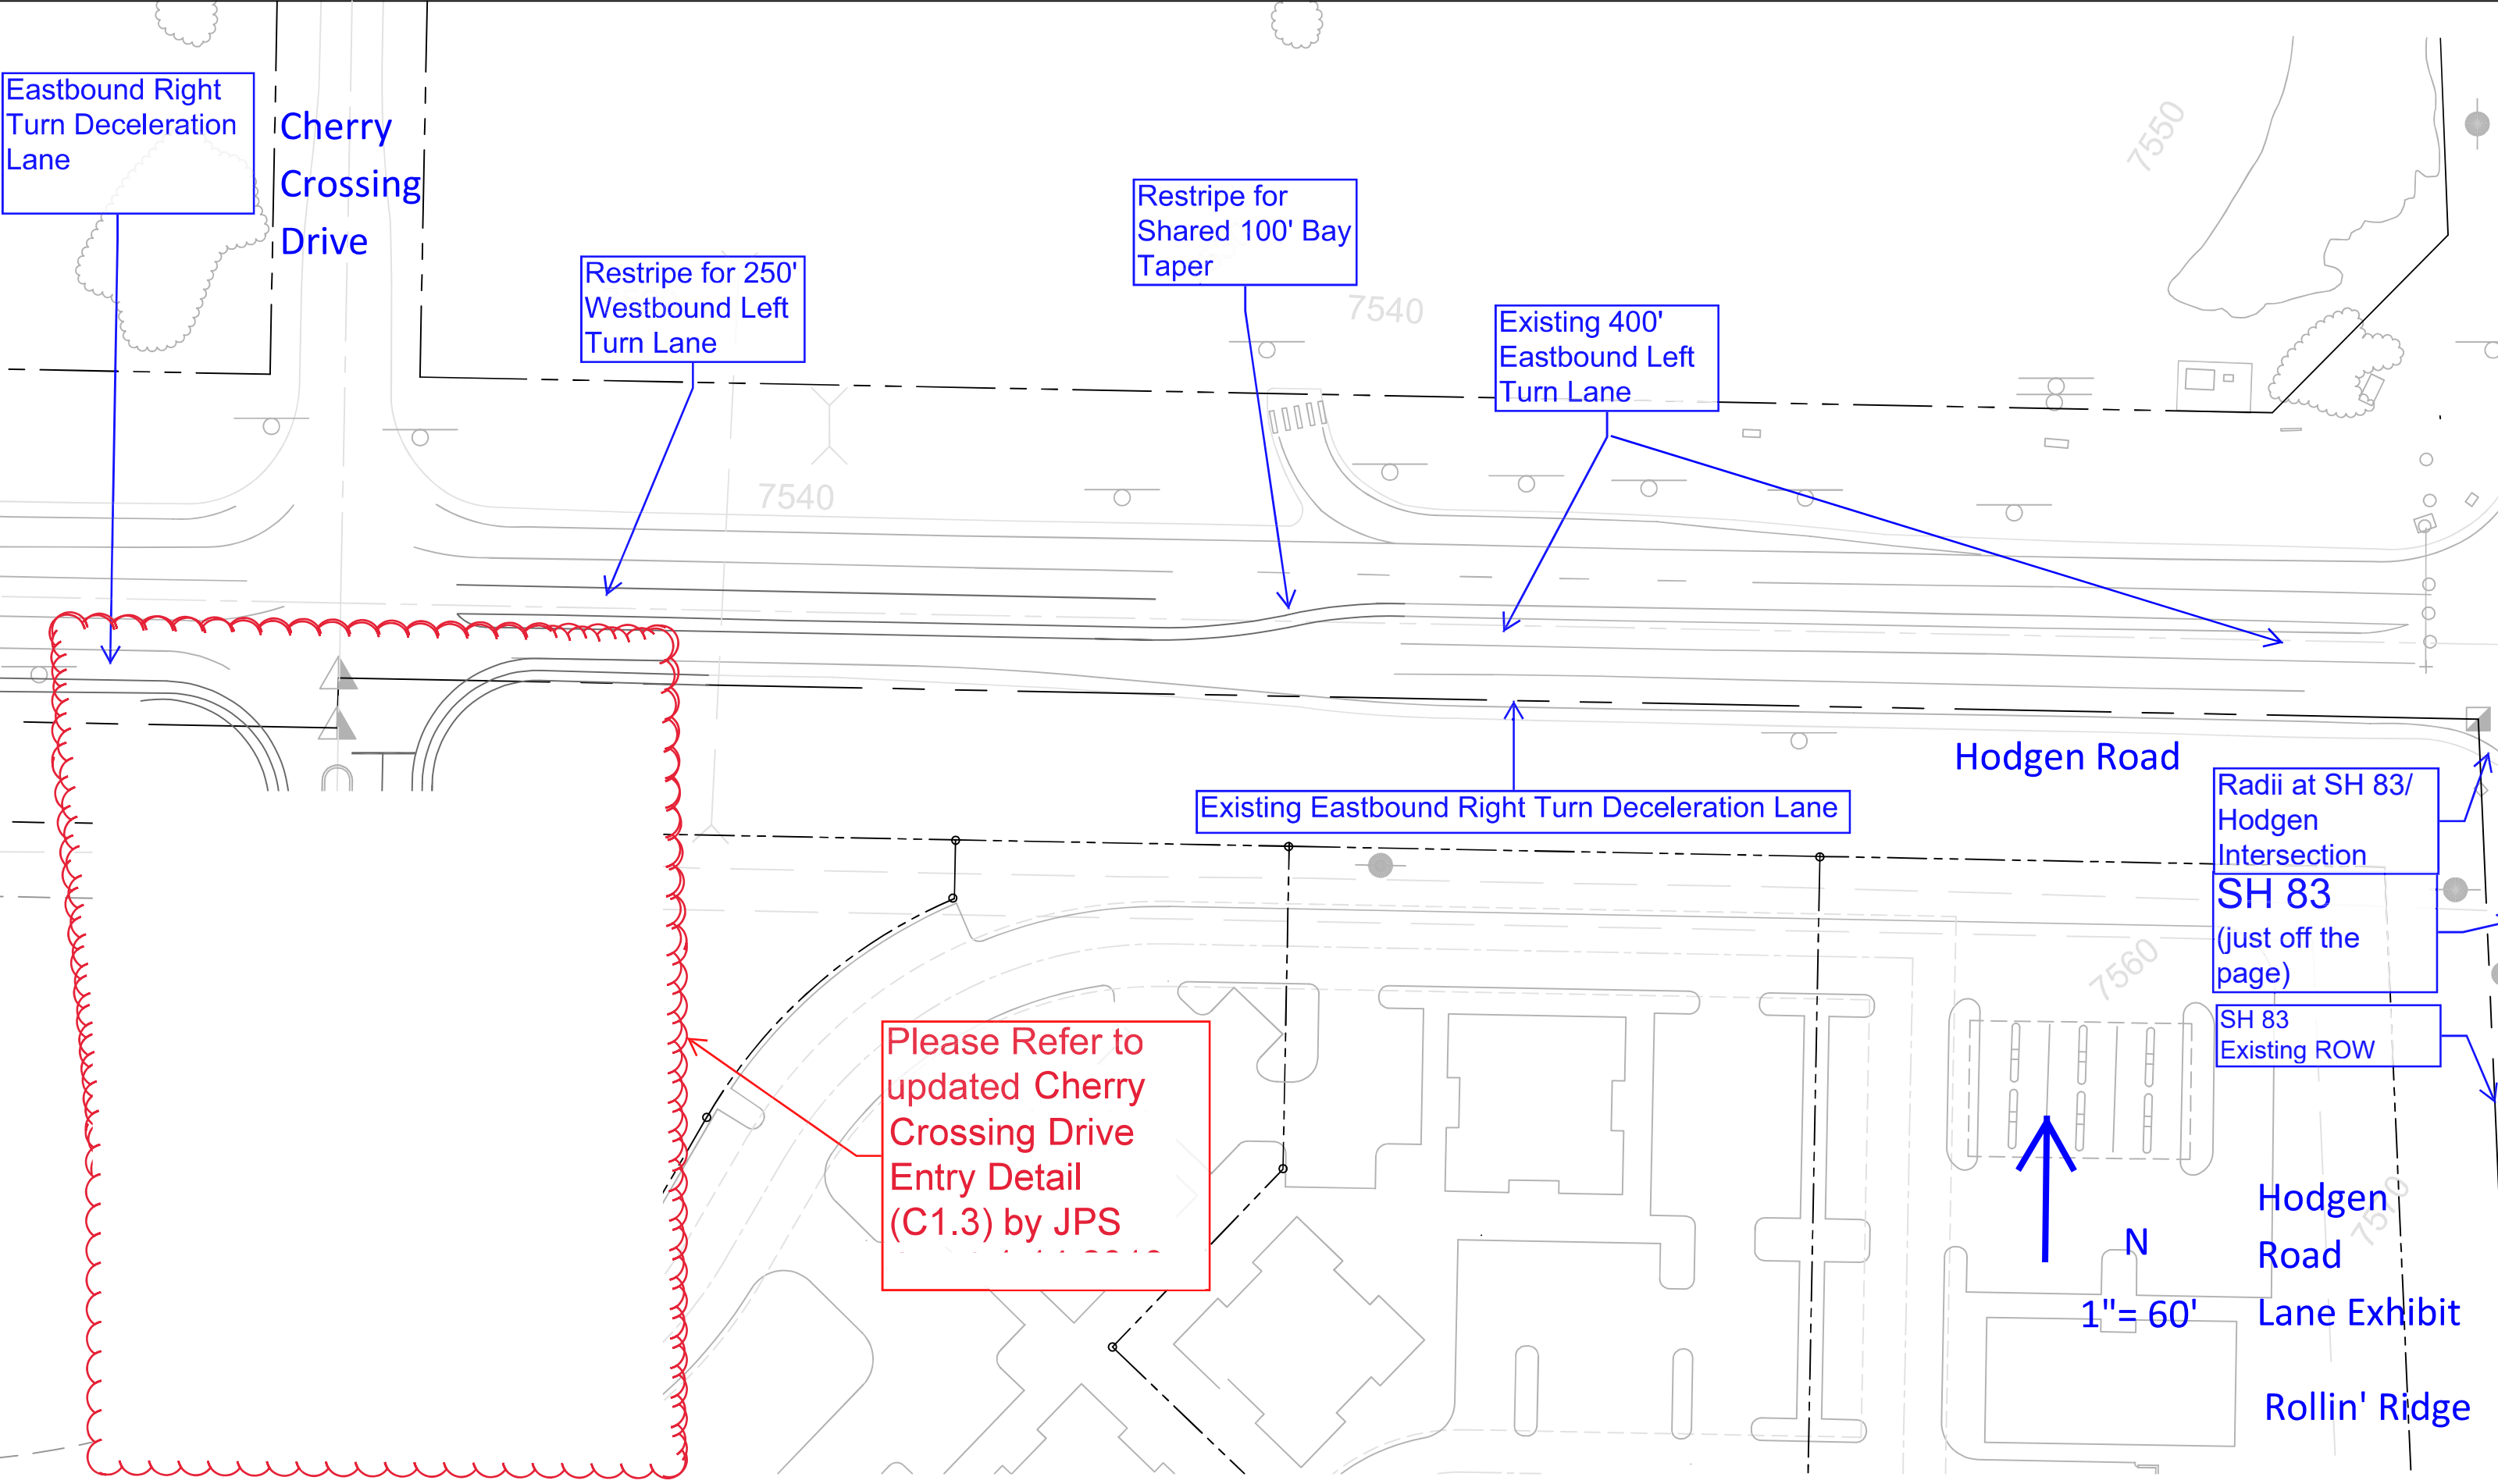 Eastbound Right
Turn Deceleration
Lane
Cherry
Crossing
Drive
Restripe for 250'
Westbound Left
Turn Lane
Restripe for
Shared 100' Bay
Taper
7550
7540
Existing 400'
Eastbound Left
Turn Lane
7540
Hodgen Road
Existing Eastbound Right Turn Deceleration Lane
Radii at SH 83/
Hodgen
Intersection
SH 83
(just off the
page)
7560
SH 83
Existing ROW
Please Refer to
updated Cherry
Crossing Drive
Entry Detail
(C1.3) by JPS
N
1"= 60'
7570
Hodgen
Road
Lane Exhibit
Rollin' Ridge